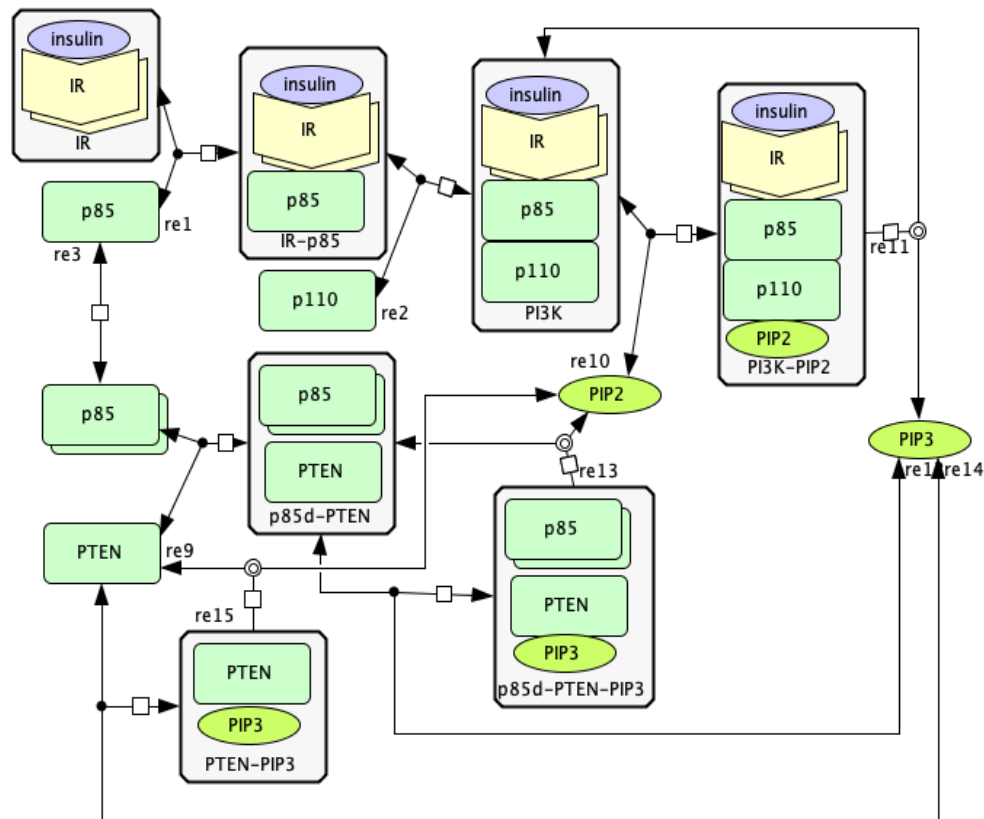 insulin
IR
IR
p85
re1
re3
insulin
IR
p85
IR-p85
p110
re2
insulin
IR
p85
p110
PI3K
insulin
IR
p85
p110
PIP2
PI3K-PIP2
re11
re10
PIP2
PIP3
re14
p85
p85
PTEN
p85d-PTEN
re13
PTEN
re9
p85
PTEN
PIP3
p85d-PTEN-PIP3
re15
PTEN
PIP3
PTEN-PIP3